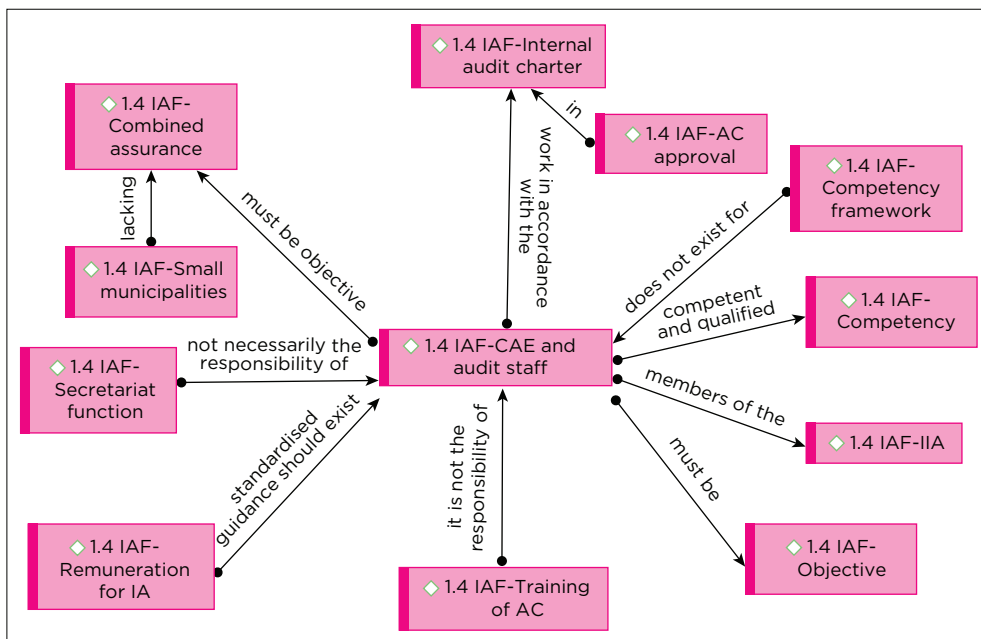 1.4 IAF-Internal
audit charter
1.4 IAF-
Combined
assurance
in
1.4 IAF-AC
approval
1.4 IAF-
Competency
framework
lacking
must be objective
work in accordance
with the
does not exist for
1.4 IAF-Small
municipalities
competent
and qualified
1.4 IAF-
Competency
not necessarily the
responsibility of
1.4 IAF-CAE and
audit staff
1.4 IAF-
Secretariat
function
members of the
1.4 IAF-IIA
standardised
guidance should exist
it is not the
responsibility of
must be
1.4 IAF-
Remuneration
for IA
1.4 IAF-Training
of AC
1.4 IAF-
Objective